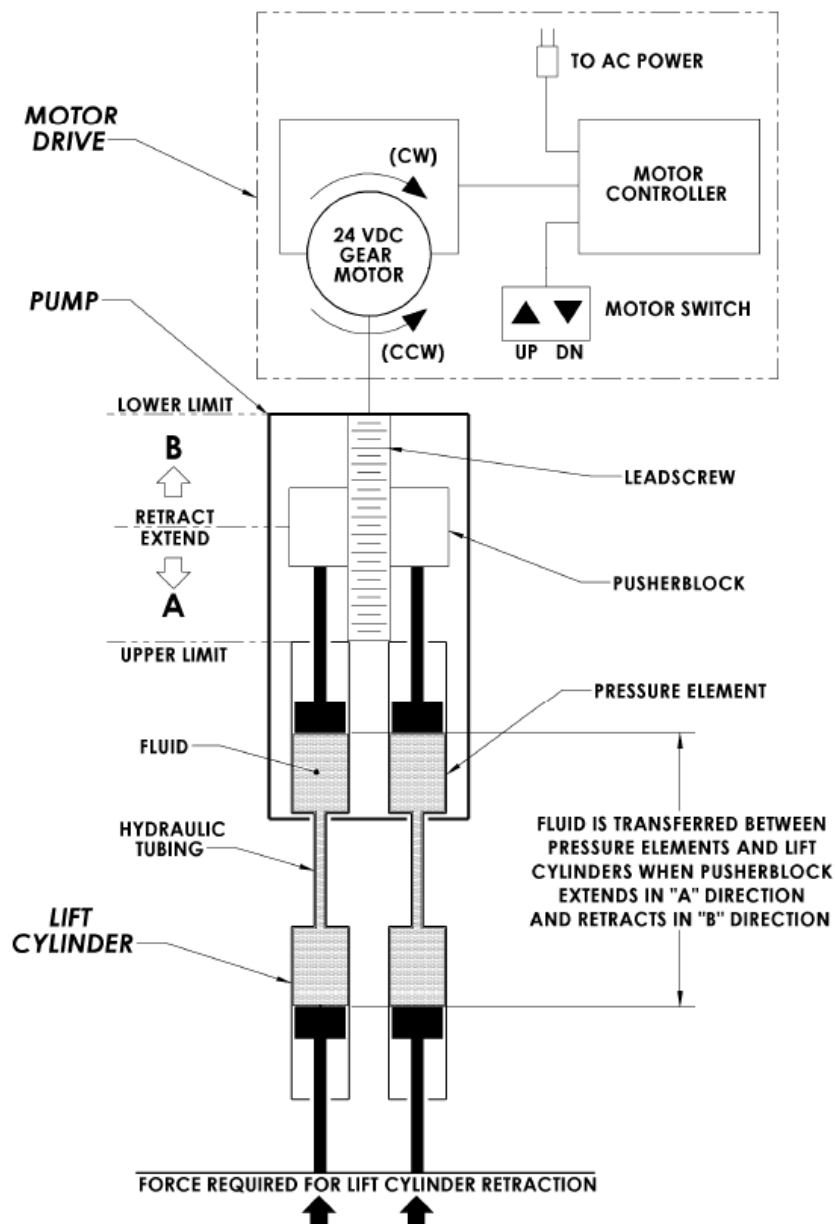 TO AC POWER
MOTOR
DRIVE
(CW)
MOTOR
CONTROLLER
24 VDC
GEAR
MOTOR
PUMP
MOTOR SWITCH
(CCW)
UP DN
LOWER LIMIT
B
LEADSCREW
RETRACT
EXTEND
PUSHERBLOCK
A
UPPER LIMIT
PRESSURE ELEMENT
FLUID
HYDRAULIC
TUBING
FLUID IS TRANSFERRED BETWEEN
PRESSURE ELEMENTS AND LIFT
CYLINDERS WHEN PUSHERBLOCK
EXTENDS IN "A" DIRECTION
AND RETRACTS IN "B" DIRECTION
LIFT
CYLINDER
FORCE REQUIRED FOR LIFT CYLINDER RETRACTION